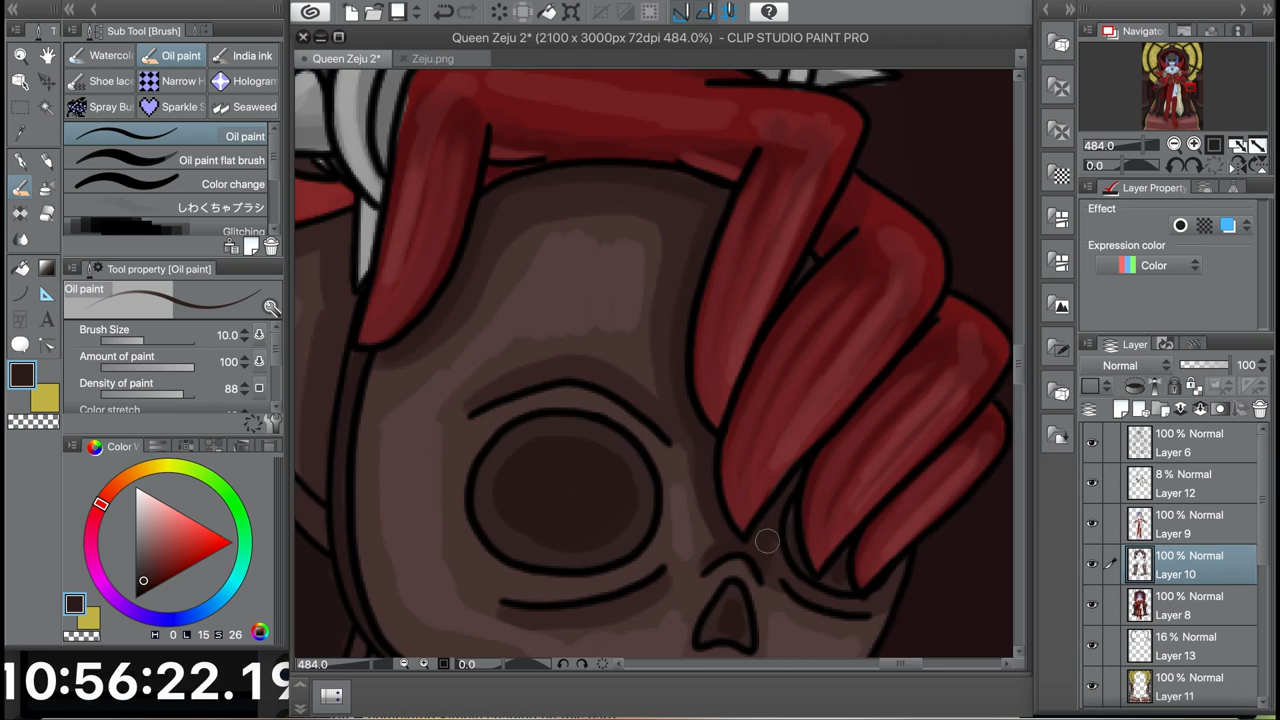 Queen Zeju 2* (2100 x 3000px 72dpi 484.0%) - CLIP STUDIO PAINT PRO
Queen Zeju 2*
Zeju.png
T
Sub Tool [Brush]
Oil paint
India ink
Shoe lac
Narrow H
Hologram
Spray Bu
Sparkle S
Seaweed
Oil paint
Oil paint flat brush
Color change
しわくちゃブラシ
Glitching
Tool property [Oil paint]
Oil paint
Brush Size 10.0
Amount of paint 100
Density of paint 88
Color stretch
Color W
H 0 L 15 S 26
10:56:22.19
484.0
0.0
Navigato
484.0
0.0
Layer Property
Effect
Expression color
Color
Layer
Normal 100
100 % Normal
Layer 6
8 % Normal
Layer 12
100 % Normal
Layer 9
100 % Normal
Layer 10
100 % Normal
Layer 8
16 % Normal
Layer 13
100 % Normal
Layer 11